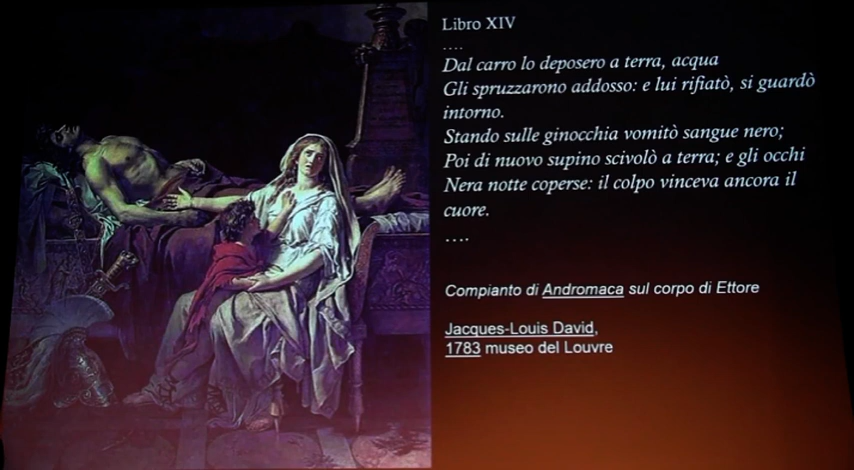 Libro XIV
....
Dal carro lo deposero a terra, acqua
Gli spruzzarono addosso: e lui rifiatò, si guardò
intorno.
Stando sulle ginocchia vomitò sangue nero;
Poi di nuovo supino scivolò a terra; e gli occhi
Nera notte coperse: il colpo vinceva ancora il
cuore.
....
Compianto di Andromaca sul corpo di Ettore
Jacques-Louis David,
1783 museo del Louvre